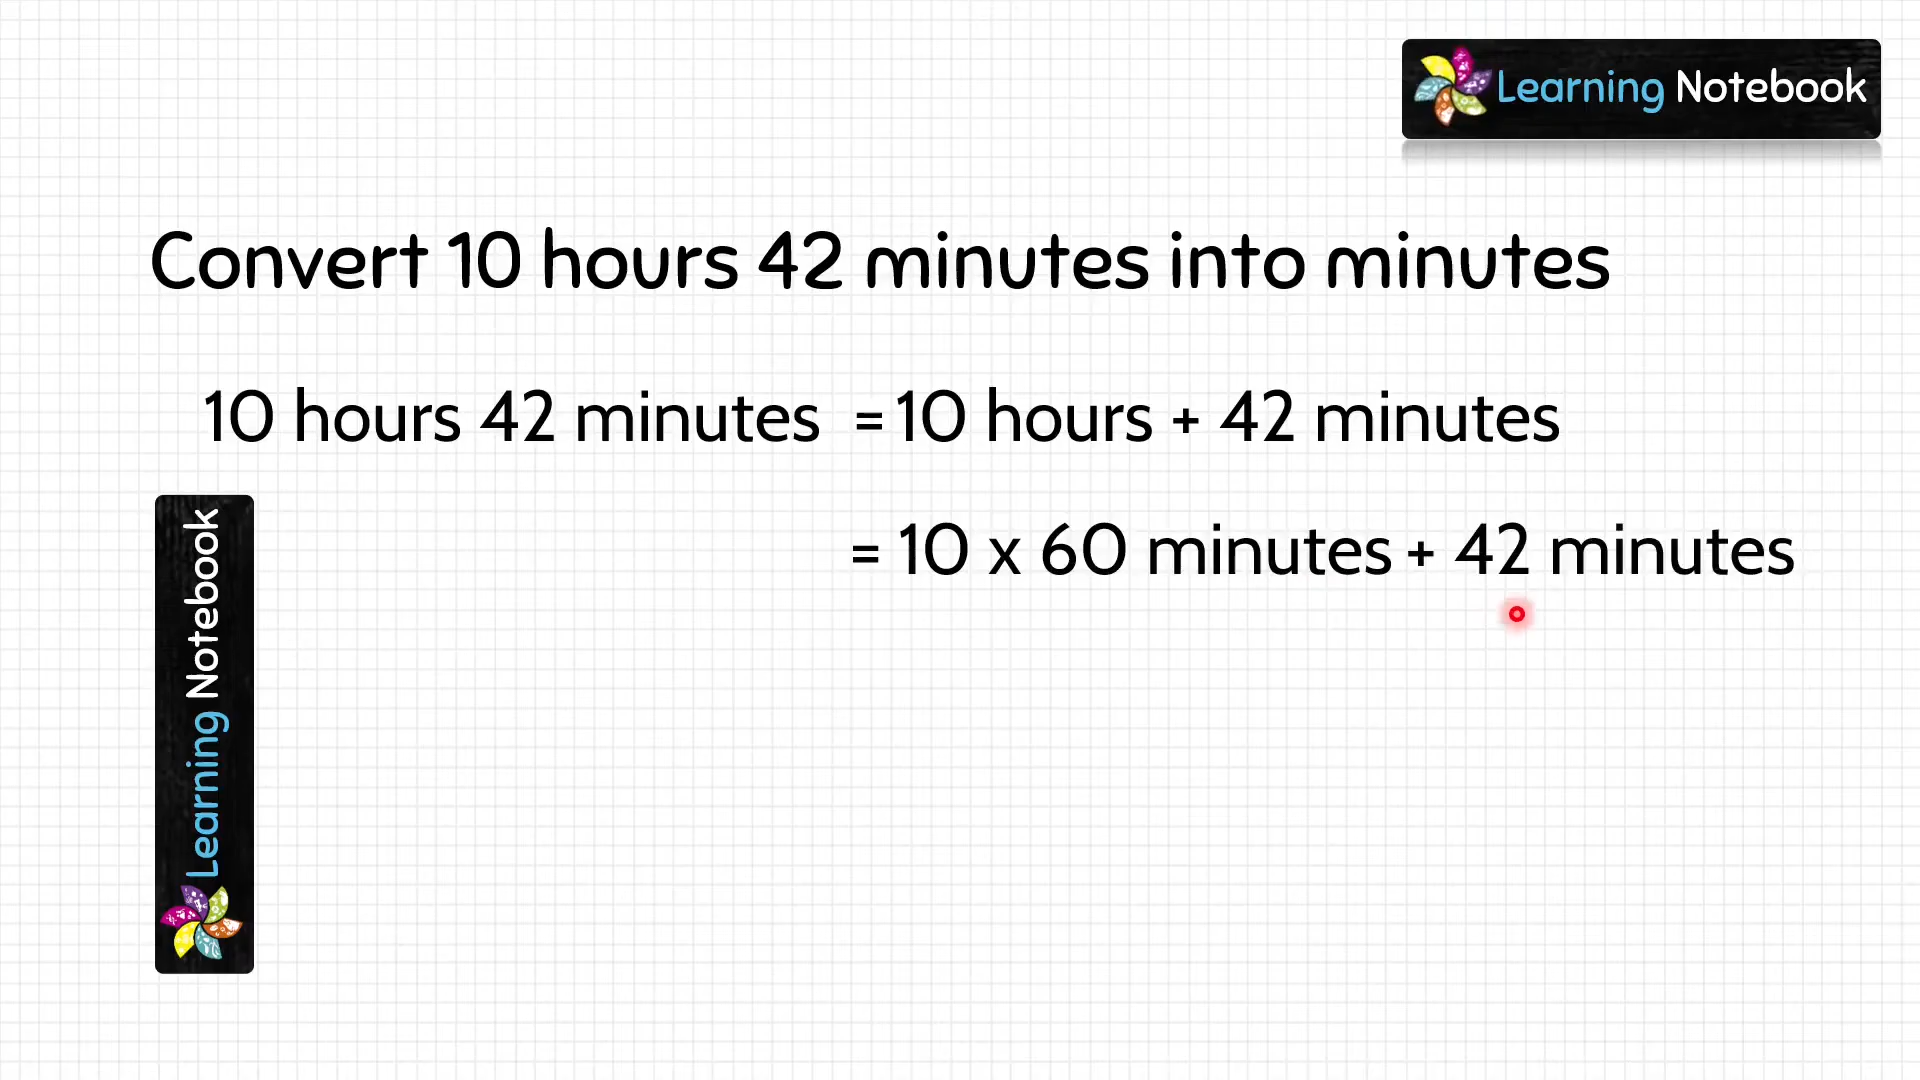 Learning Notebook
Convert 10 hours 42 minutes into minutes
10 hours 42 minutes = 10 hours + 42 minutes
= 10 x 60 minutes + 42 minutes
Learning Notebook